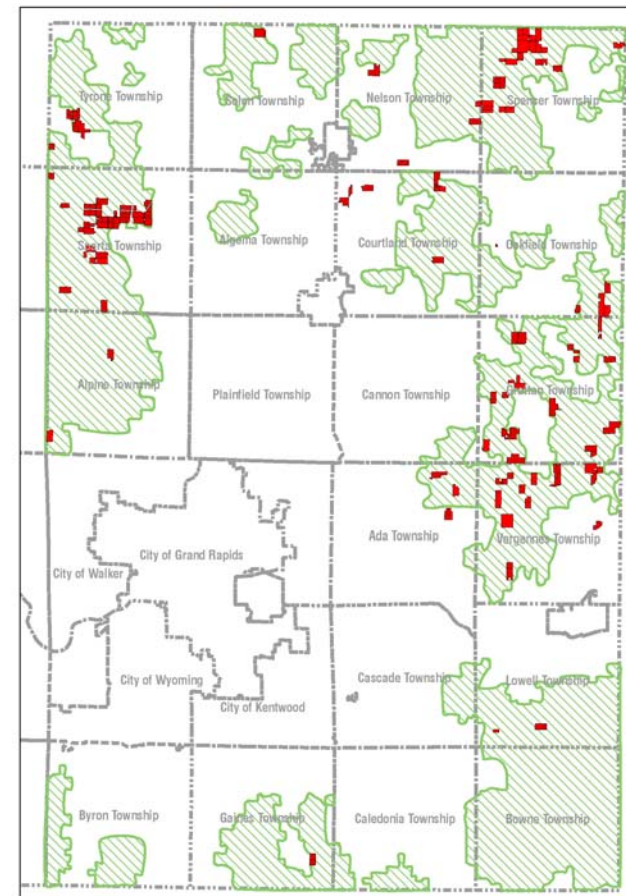 Tyrone Township
Solon Township
Nelson Township
Spencer Township
Sparta Township
Algoma Township
Courtland Township
Oakfield Township
Alpine Township
Plainfield Township
Cannon Township
Grattan Township
City of Walker
City of Grand Rapids
Ada Township
Vergennes Township
City of Wyoming
City of Kentwood
Cascade Township
Lowell Township
Byron Township
Gaines Township
Caledonia Township
Bowne Township